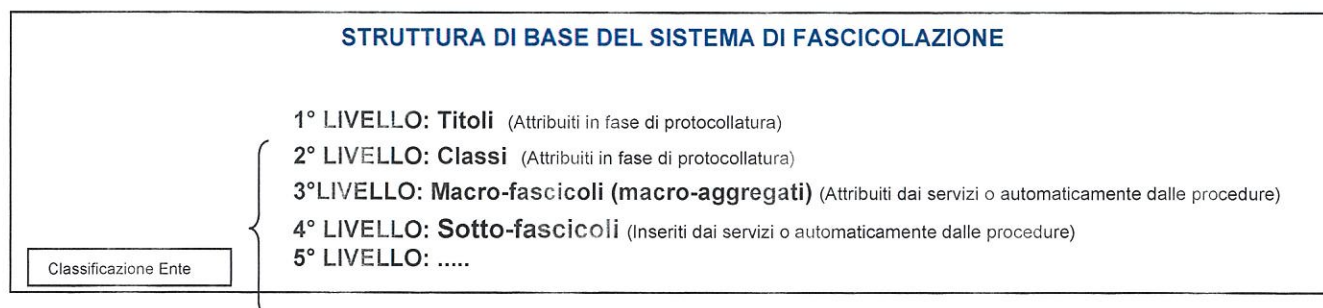 STRUTTURA DI BASE DEL SISTEMA DI FASCICOLAZIONE
1° LIVELLO: Titoli (Attribuiti in fase di protocollatura)
2° LIVELLO: Classi (Attribuiti in fase di protocollatura)
3°LIVELLO: Macro-fascicoli (macro-aggregati) (Attribuiti dai servizi o automaticamente dalle procedure)
4° LIVELLO: Sotto-fascicoli (Inseriti dai servizi o automaticamente dalle procedure)
5° LIVELLO: .....
Classificazione Ente